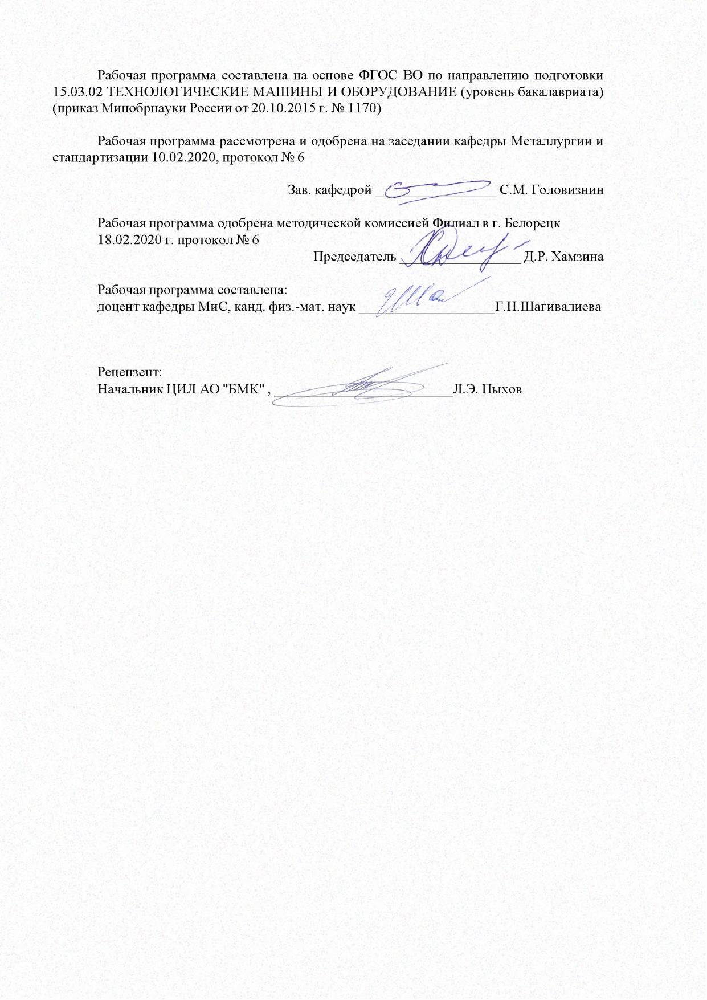 Рабочая программа составлена на основе ФГОС ВО по направлению подготовки
15.03.02 ТЕХНОЛОГИЧЕСКИЕ МАШИНЫ И ОБОРУДОВАНИЕ (уровень бакалавриата)
(приказ Минобрнауки России от 20.10.2015 г. № 1170)
Рабочая программа рассмотрена и одобрена на заседании кафедры Металлургии и
стандартизации 10.02.2020, протокол № 6
Зав. кафедрой __________________ С.М. Головизнин
Рабочая программа одобрена методической комиссией Филиал в г. Белорецк
18.02.2020 г. протокол № 6
Председатель __________________ Д.Р. Хамзина
Рабочая программа составлена:
доцент кафедры МиС, канд. физ.-мат. наук ____________________Г.Н.Шагивалиева
Рецензент:
Начальник ЦИЛ АО "БМК" , __________________________Л.Э. Пыхов